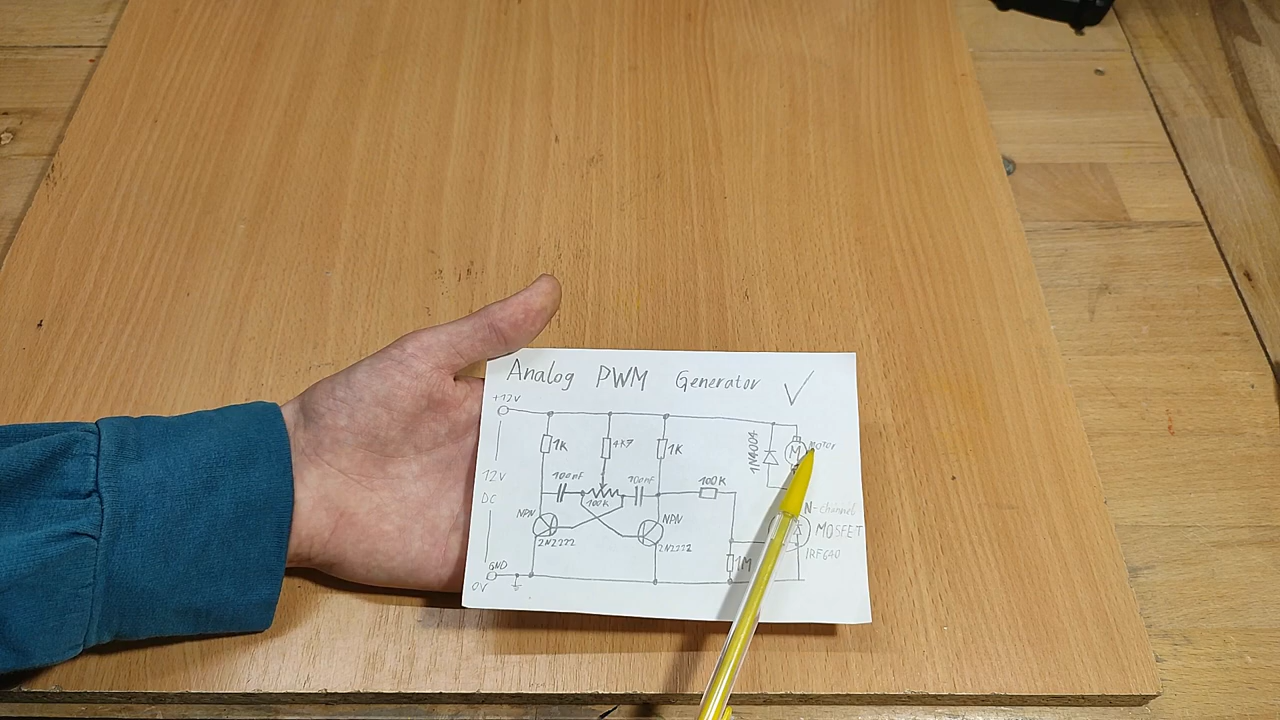 Analog PWM Generator
+12V
1K
4K7
1K
1N4004
M
Motor
12V
DC
100nF
100K
100nF
100K
NPN
2N2222
NPN
2N2222
N-channel
MOSFET
IRF640
1M
GND
0V